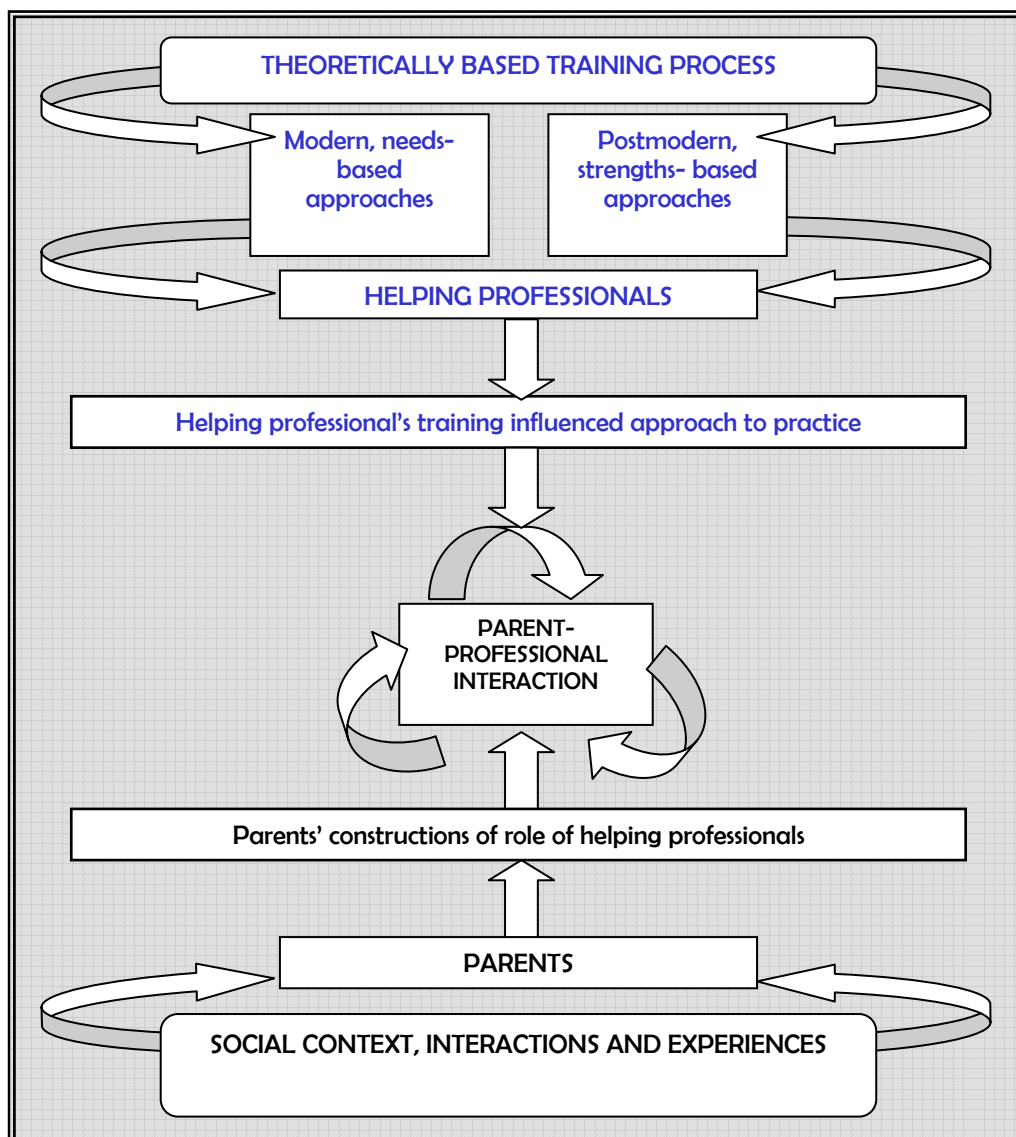 THEORETICALLY BASED TRAINING PROCESS
Modern, needs-
based
approaches
Postmodern,
strengths- based
approaches
HELPING PROFESSIONALS
Helping professional’s training influenced approach to practice
PARENT-
PROFESSIONAL
INTERACTION
Parents’ constructions of role of helping professionals
PARENTS
SOCIAL CONTEXT, INTERACTIONS AND EXPERIENCES